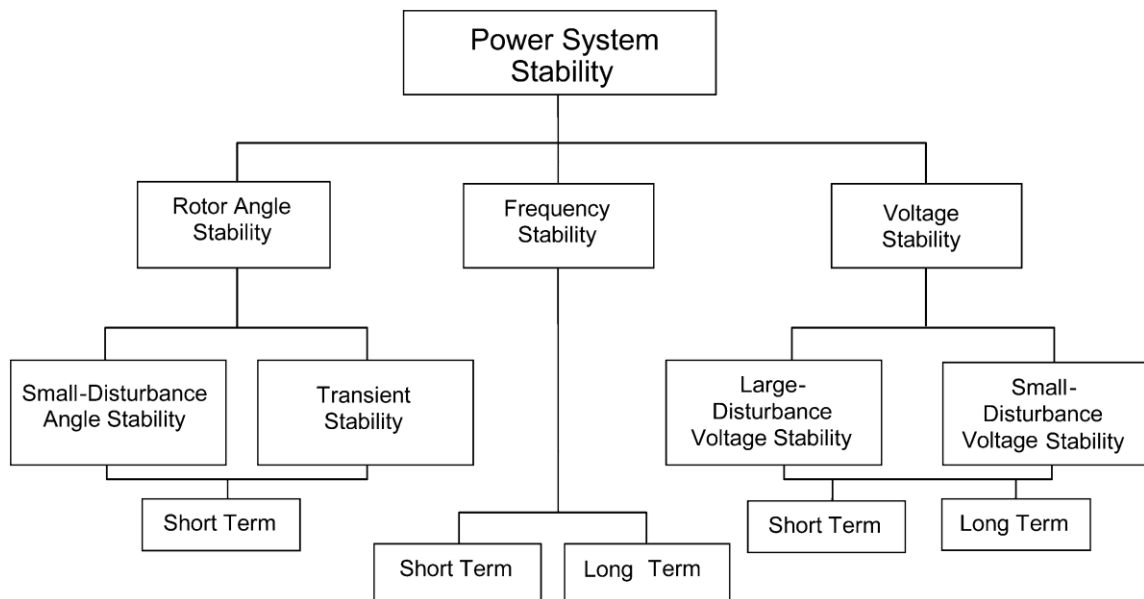 Power System
Stability
Rotor Angle
Stability
Frequency
Stability
Voltage
Stability
Small-Disturbance
Angle Stability
Transient
Stability
Large-
Disturbance
Voltage Stability
Small-
Disturbance
Voltage Stability
Short Term
Short Term
Long Term
Short Term
Long Term